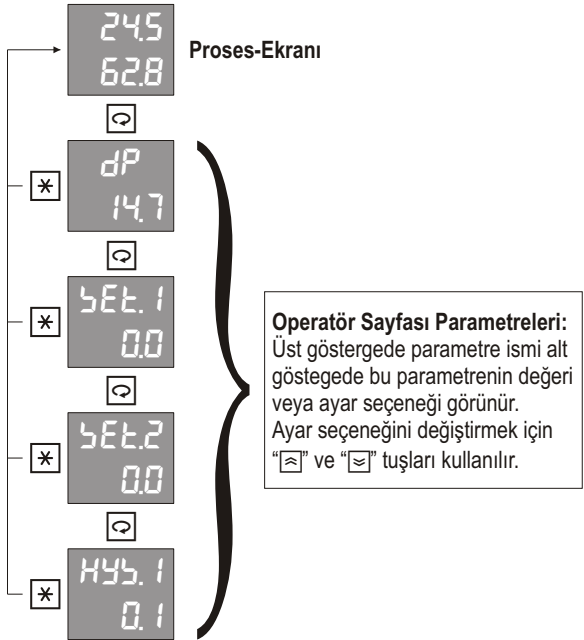 24.5
62.8
Proses-Ekranı
dP
14.7
SEt.1
0.0
SEt.2
0.0
HYS.1
0.1
Operatör Sayfası Parametreleri:
Üst göstergede parametre ismi alt
göstegede bu parametrenin değeri
veya ayar seçeneği görünür.
Ayar seçeneğini değiştirmek için
“ ” ve “ ” tuşları kullanılır.